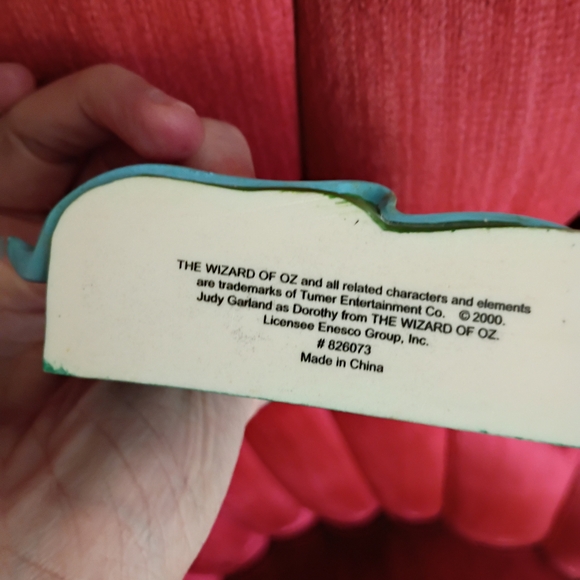 THE WIZARD OF OZ and all related characters and elements
are trademarks of Turner Entertainment Co. © 2000.
Judy Garland as Dorothy from THE WIZARD OF OZ.
Licensee Enesco Group, Inc.
# 826073
Made in China